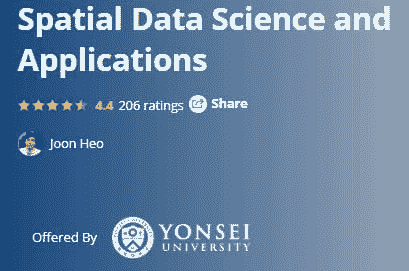 Spatial Data Science and
Applications
4.4 206 ratings Share
Joon Heo
Offered By YONSEI
UNIVERSITY